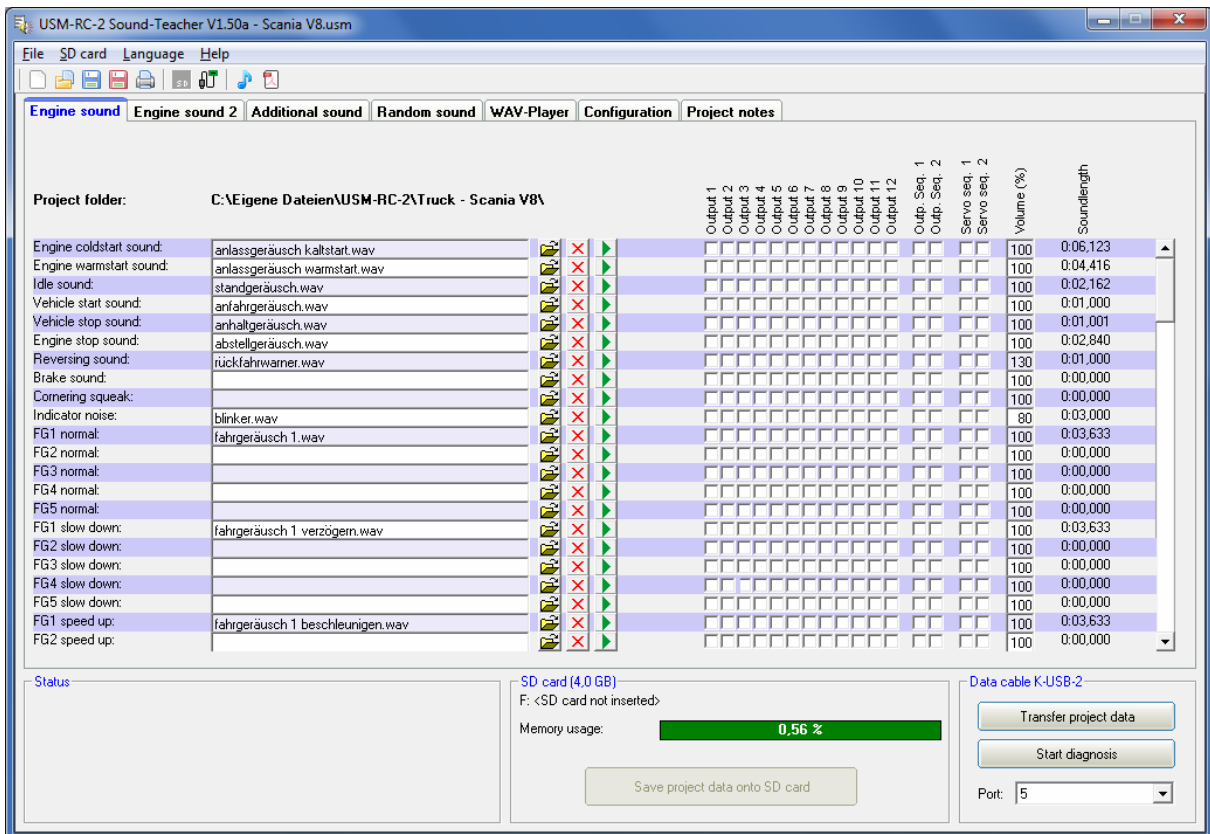 USM-RC-2 Sound-Teacher V1.50a - Scania V8.usm
File SD card Language Help
Engine sound Engine sound 2 Additional sound Random sound WAV-Player Configuration Project notes
Project folder: C:\Eigene Dateien\USM-RC-2\Truck - Scania V8\ Output 1 Output 2 Output 3 Output 4 Output 5 Output 6 Output 7 Output 8 Output 9 Output 10 Output 11 Output 12 Outp. Seq. 1 Outp. Seq. 2 Servo seq. 1 Servo seq. 2 Volume (%) Soundlength
Engine coldstart sound: anlassgeräusch kaltstart.wav 100 0:06,123
Engine warmstart sound: anlassgeräusch warmstart.wav 100 0:04,416
Idle sound: standgeräusch.wav 100 0:02,162
Vehicle start sound: anfahrgeräusch.wav 100 0:01,000
Vehicle stop sound: anhaltgeräusch.wav 100 0:01,001
Engine stop sound: abstellgeräusch.wav 100 0:02,840
Reversing sound: rückfahrwarner.wav 130 0:01,000
Brake sound: 100 0:00,000
Cornering squeak: 100 0:00,000
Indicator noise: blinker.wav 80 0:03,000
FG1 normal: fahrgeräusch 1.wav 100 0:03,633
FG2 normal: 100 0:00,000
FG3 normal: 100 0:00,000
FG4 normal: 100 0:00,000
FG5 normal: 100 0:00,000
FG1 slow down: fahrgeräusch 1 verzögern.wav 100 0:03,633
FG2 slow down: 100 0:00,000
FG3 slow down: 100 0:00,000
FG4 slow down: 100 0:00,000
FG5 slow down: 100 0:00,000
FG1 speed up: fahrgeräusch 1 beschleunigen.wav 100 0:03,633
FG2 speed up: 100 0:00,000
Status
SD card (4,0 GB)
F: <SD card not inserted>
Memory usage: 0,56 %
Save project data onto SD card
Data cable K-USB-2
Transfer project data
Start diagnosis
Port: 5